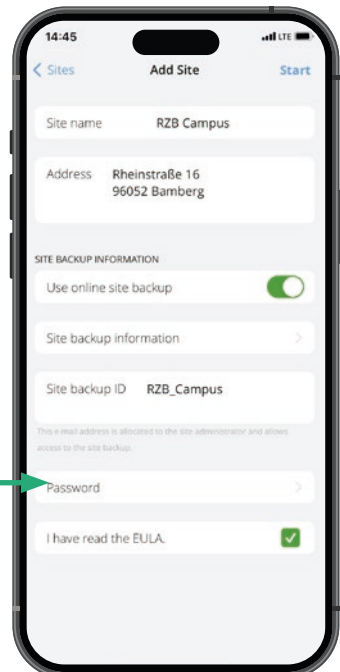 14:45
LTE
Sites
Add Site
Start
Site name
RZB Campus
Address
Rheinstraße 16
96052 Bamberg
SITE BACKUP INFORMATION
Use online site backup
Site backup information
Site backup ID
RZB_Campus
This e-mail address is allocated to the site administrator and allows
access to the site backup.
Password
I have read the EULA.